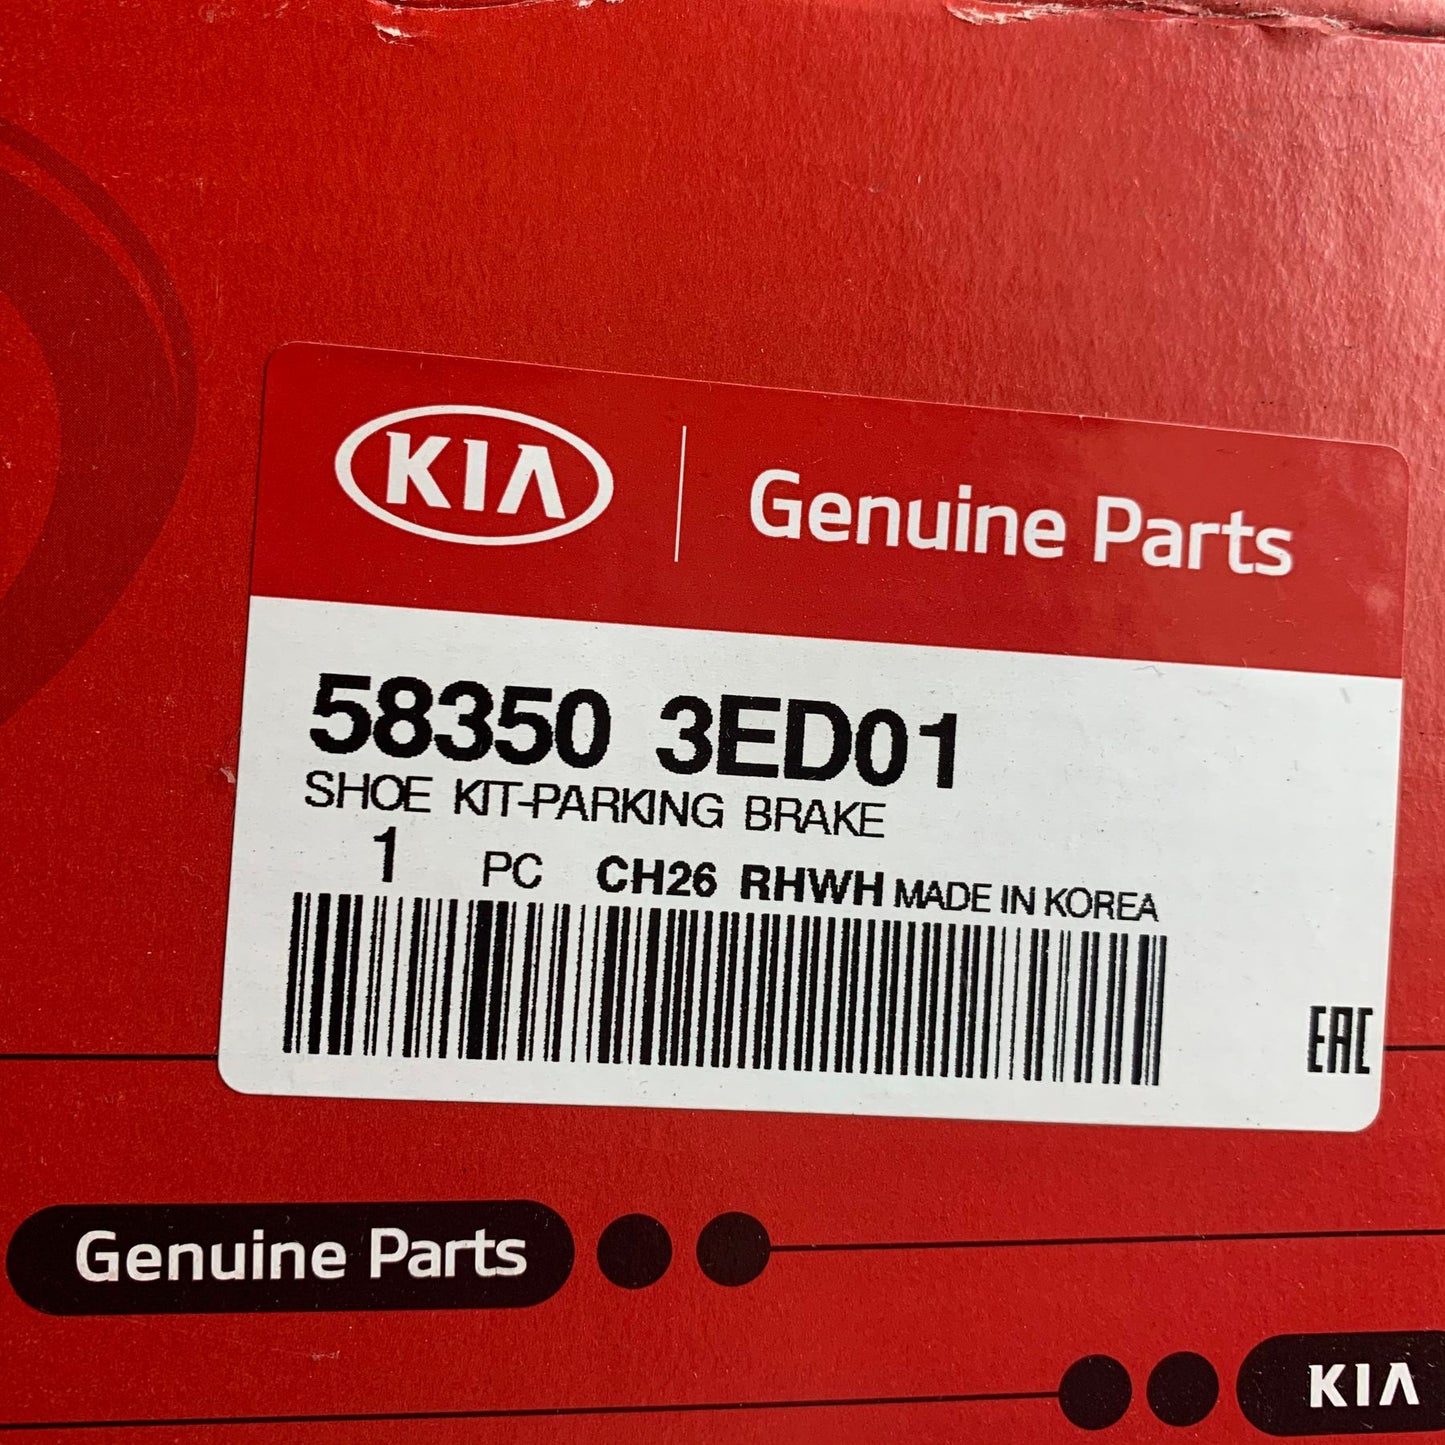 KIA Genuine Parts
58350 3ED01
SHOE KIT-PARKING BRAKE
1 PC CH26 RHWH MADE IN KOREA
EAC
Genuine Parts
KIA